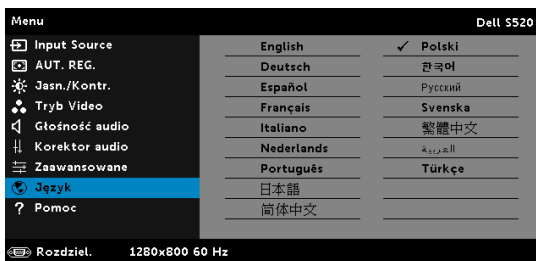 Menu Dell S520
Input Source
AUT. REG.
Jasn./Kontr.
Tryb Video
Głośność audio
Korektor audio
Zaawansowane
Język
Pomoc
English
Deutsch
Español
Français
Italiano
Nederlands
Português
日本語
简体中文
✓ Polski
한국어
Русский
Svenska
繁體中文
العربية
Türkçe
Rozdziel. 1280x800 60 Hz